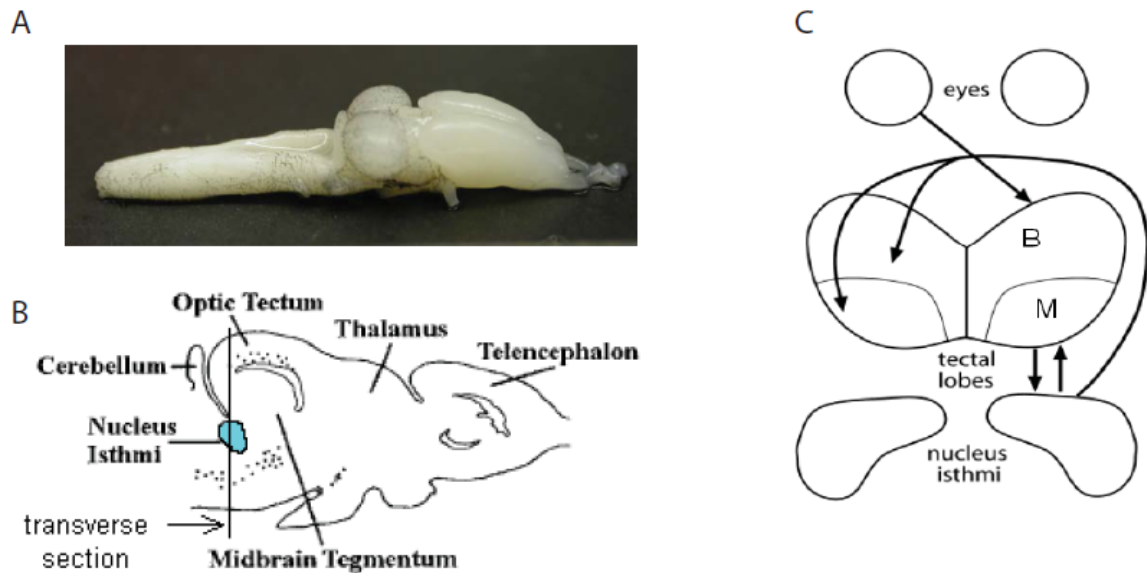 A
B
Optic Tectum
Thalamus
Telencephalon
Cerebellum
Nucleus
Isthmi
transverse
section
Midbrain Tegmentum
C
eyes
B
M
tectal
lobes
nucleus
isthmi